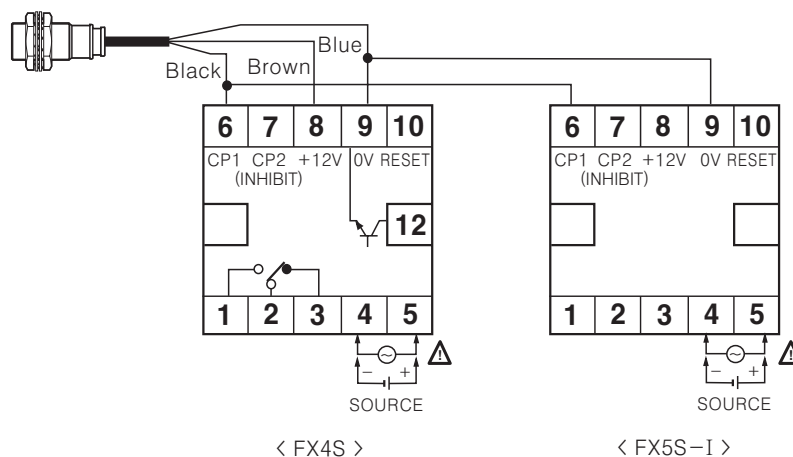 Blue
Black Brown
6 7 8 9 10
CP1 CP2 +12V 0V RESET
(INHIBIT)
12
1 2 3 4 5
− +
SOURCE
〈 FX4S 〉
6 7 8 9 10
CP1 CP2 +12V 0V RESET
(INHIBIT)
1 2 3 4 5
− +
SOURCE
〈 FX5S−I 〉